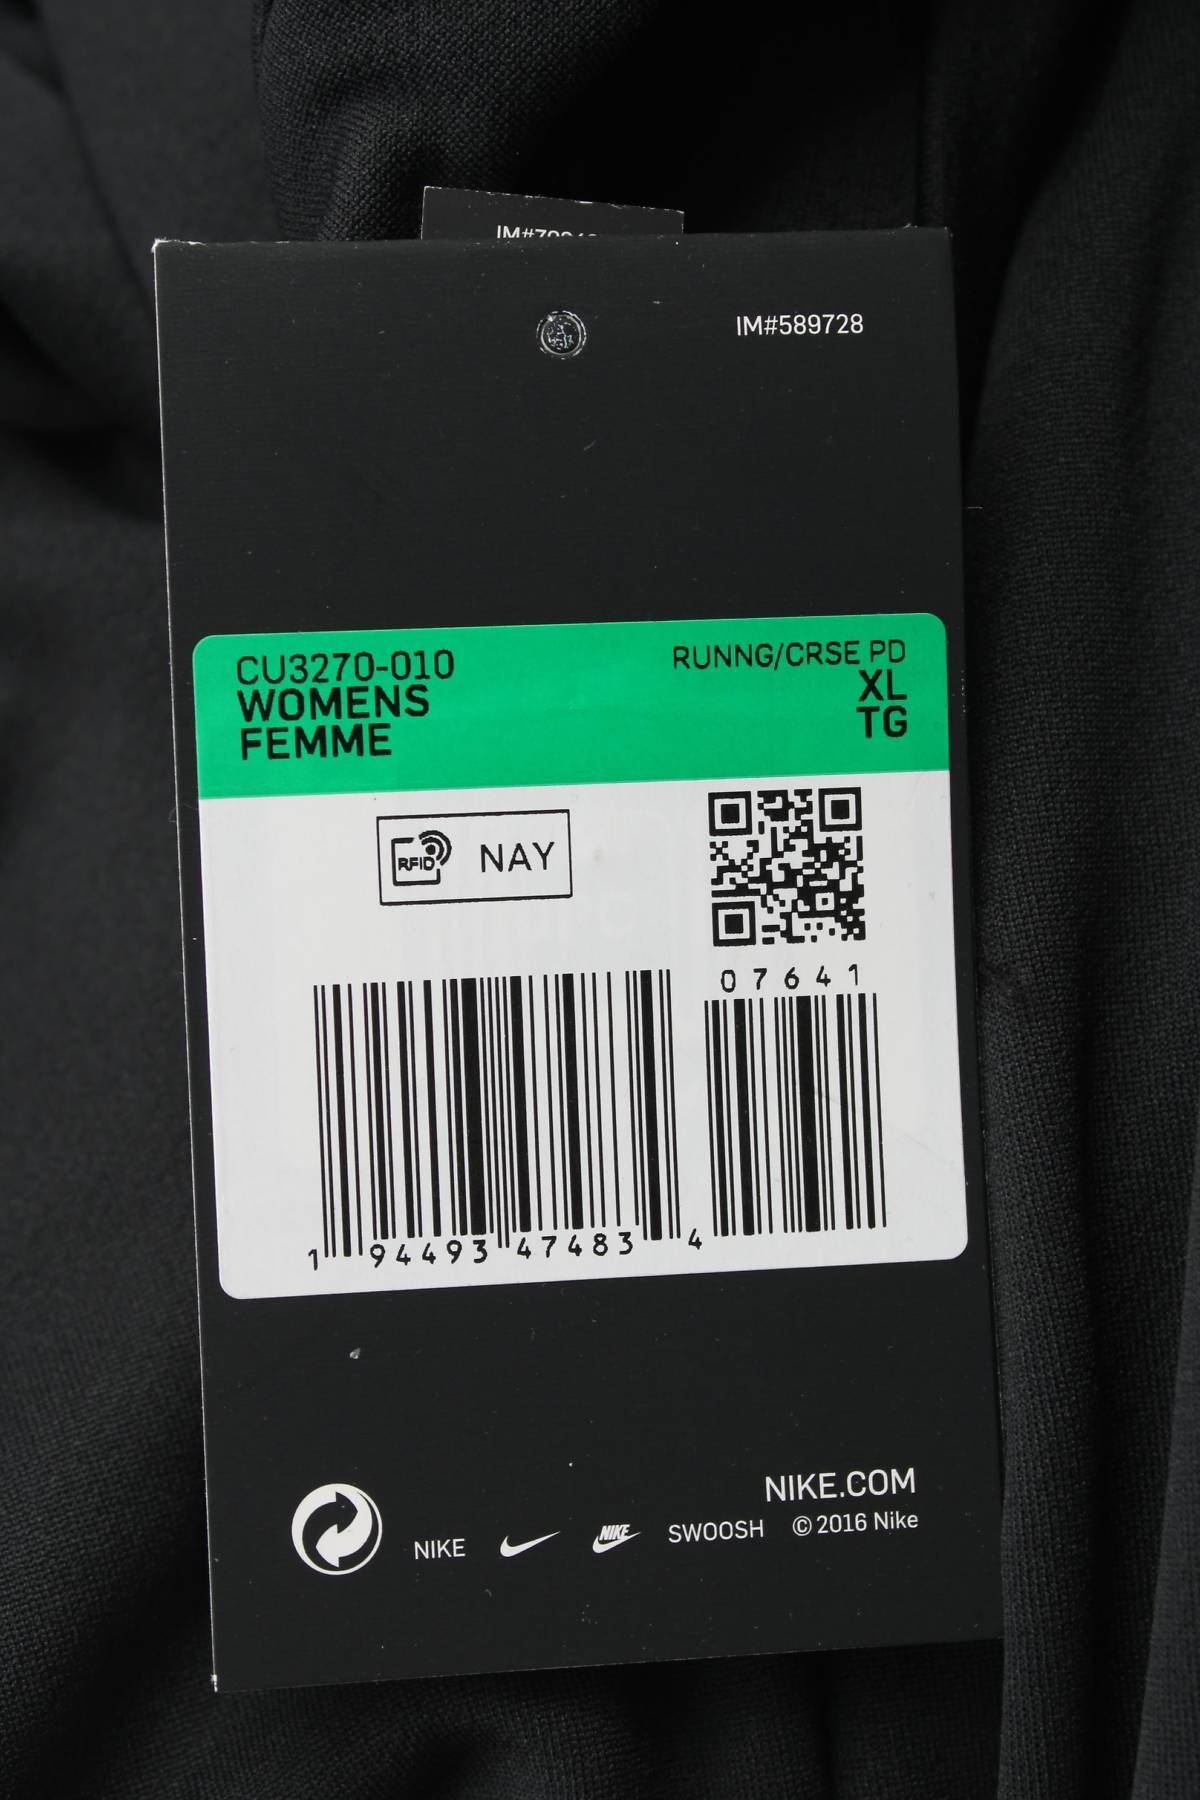 IM#589728
CU3270-010
WOMENS
FEMME
RUNNG/CRSE PD
XL
TG
RFID NAY
07641
1 94493 47483 4
NIKE.COM
NIKE NIKE SWOOSH © 2016 Nike